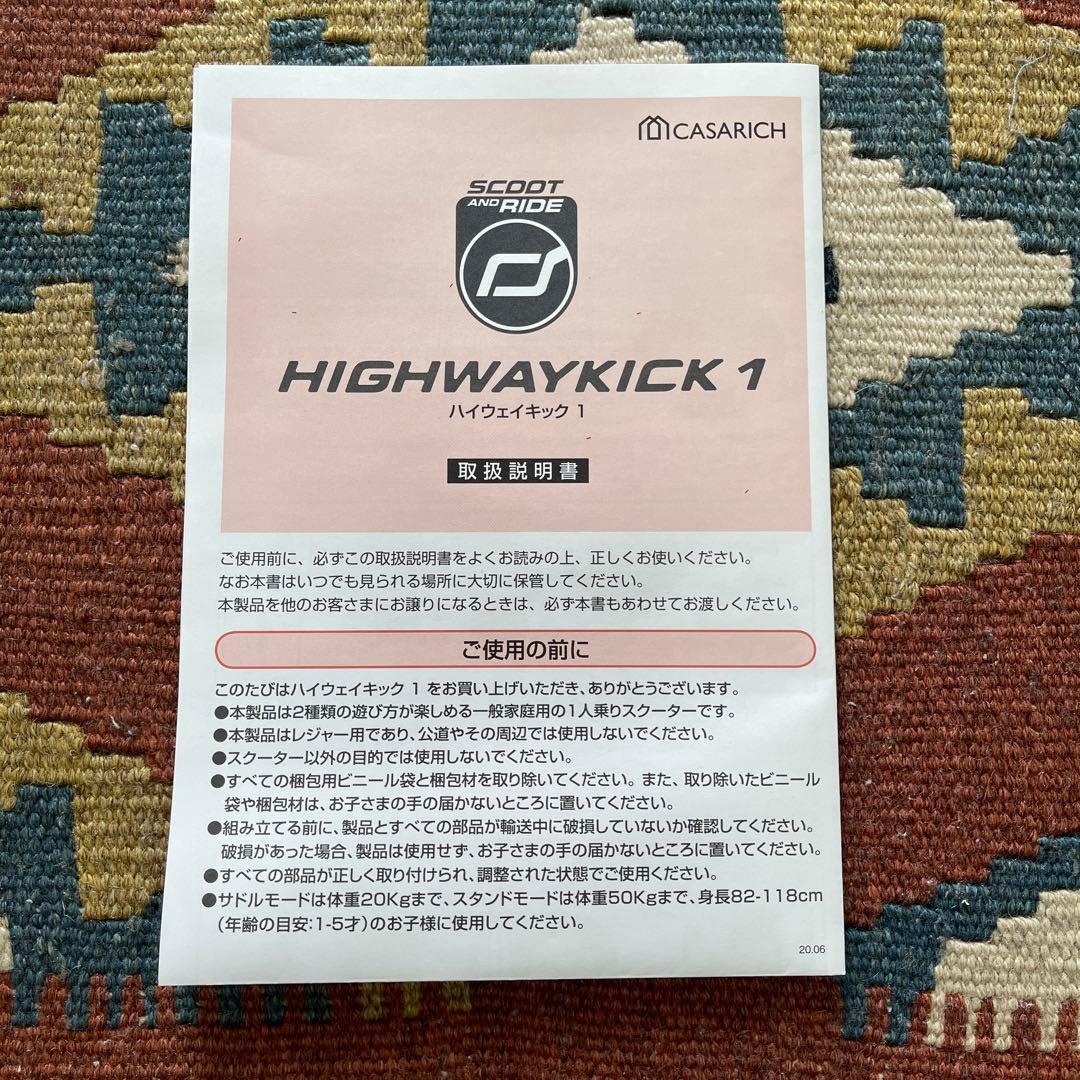 CASARICH
SCOOT
AND RIDE
HIGHWAYKICK 1
ハイウェイキック 1
取扱説明書
ご使用前に、必ずこの取扱説明書をよくお読みの上、正しくお使いください。
なお本書はいつでも見られる場所に大切に保管してください。
本製品を他のお客さまにお譲りになるときは、必ず本書もあわせてお渡しください。
ご使用の前に
このたびはハイウェイキック 1 をお買い上げいただき、ありがとうございます。
●本製品は2種類の遊び方が楽しめる一般家庭用の1人乗りスクーターです。
●本製品はレジャー用であり、公道やその周辺では使用しないでください。
●スクーター以外の目的では使用しないでください。
●すべての梱包用ビニール袋と梱包材を取り除いてください。また、取り除いたビニール
袋や梱包材は、お子さまの手の届かないところに置いてください。
●組み立てる前に、製品とすべての部品が輸送中に破損していないか確認してください。
破損があった場合、製品は使用せず、お子さまの手の届かないところに置いてください。
●すべての部品が正しく取り付けられ、調整された状態でご使用ください。
●サドルモードは体重20Kgまで、スタンドモードは体重50Kgまで、身長82-118cm
(年齢の目安:1-5才)のお子様に使用してください。
20.06